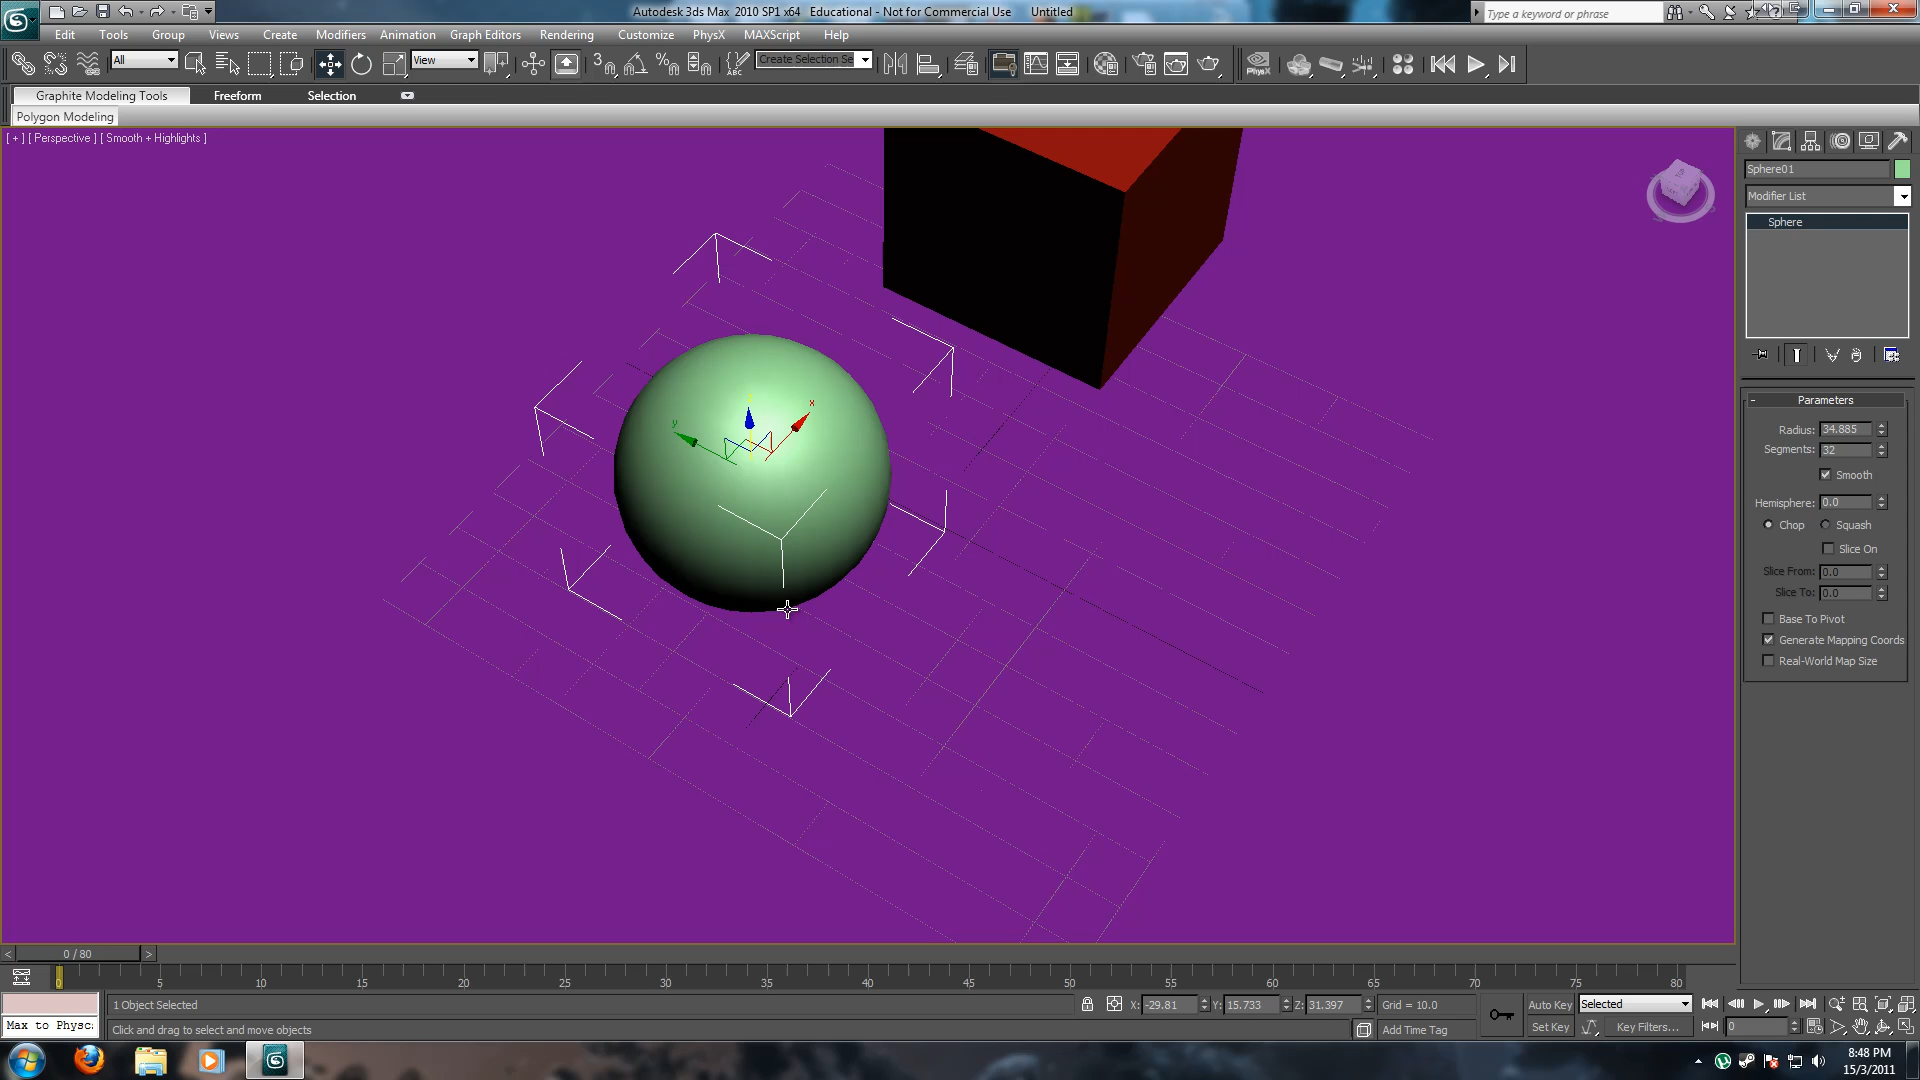 Autodesk 3ds Max 2010 SP1 x64 Educational - Not for Commercial Use Untitled
Type a keyword or phrase
Edit Tools Group Views Create Modifiers Animation Graph Editors Rendering Customize PhysX MAXScript Help
All
View
3
Create Selection Se
Graphite Modeling Tools Freeform Selection
Polygon Modeling
[ + ] [ Perspective ] [ Smooth + Highlights ]
x
y
Sphere01
Modifier List
Sphere
- Parameters
Radius: 34.885
Segments: 32
Smooth
Hemisphere: 0.0
Chop Squash
Slice On
Slice From: 0.0
Slice To: 0.0
Base To Pivot
Generate Mapping Coords
Real-World Map Size
< 0 / 80 >
0 5 10 15 20 25 30 35 40 45 50 55 60 65 70 75 80
1 Object Selected X: -29.81 Y: 15.733 Z: 31.397 Grid = 10.0 Auto Key Selected
Max to Physc:
Click and drag to select and move objects Add Time Tag Set Key Key Filters... 0
8:48 PM
15/3/2011